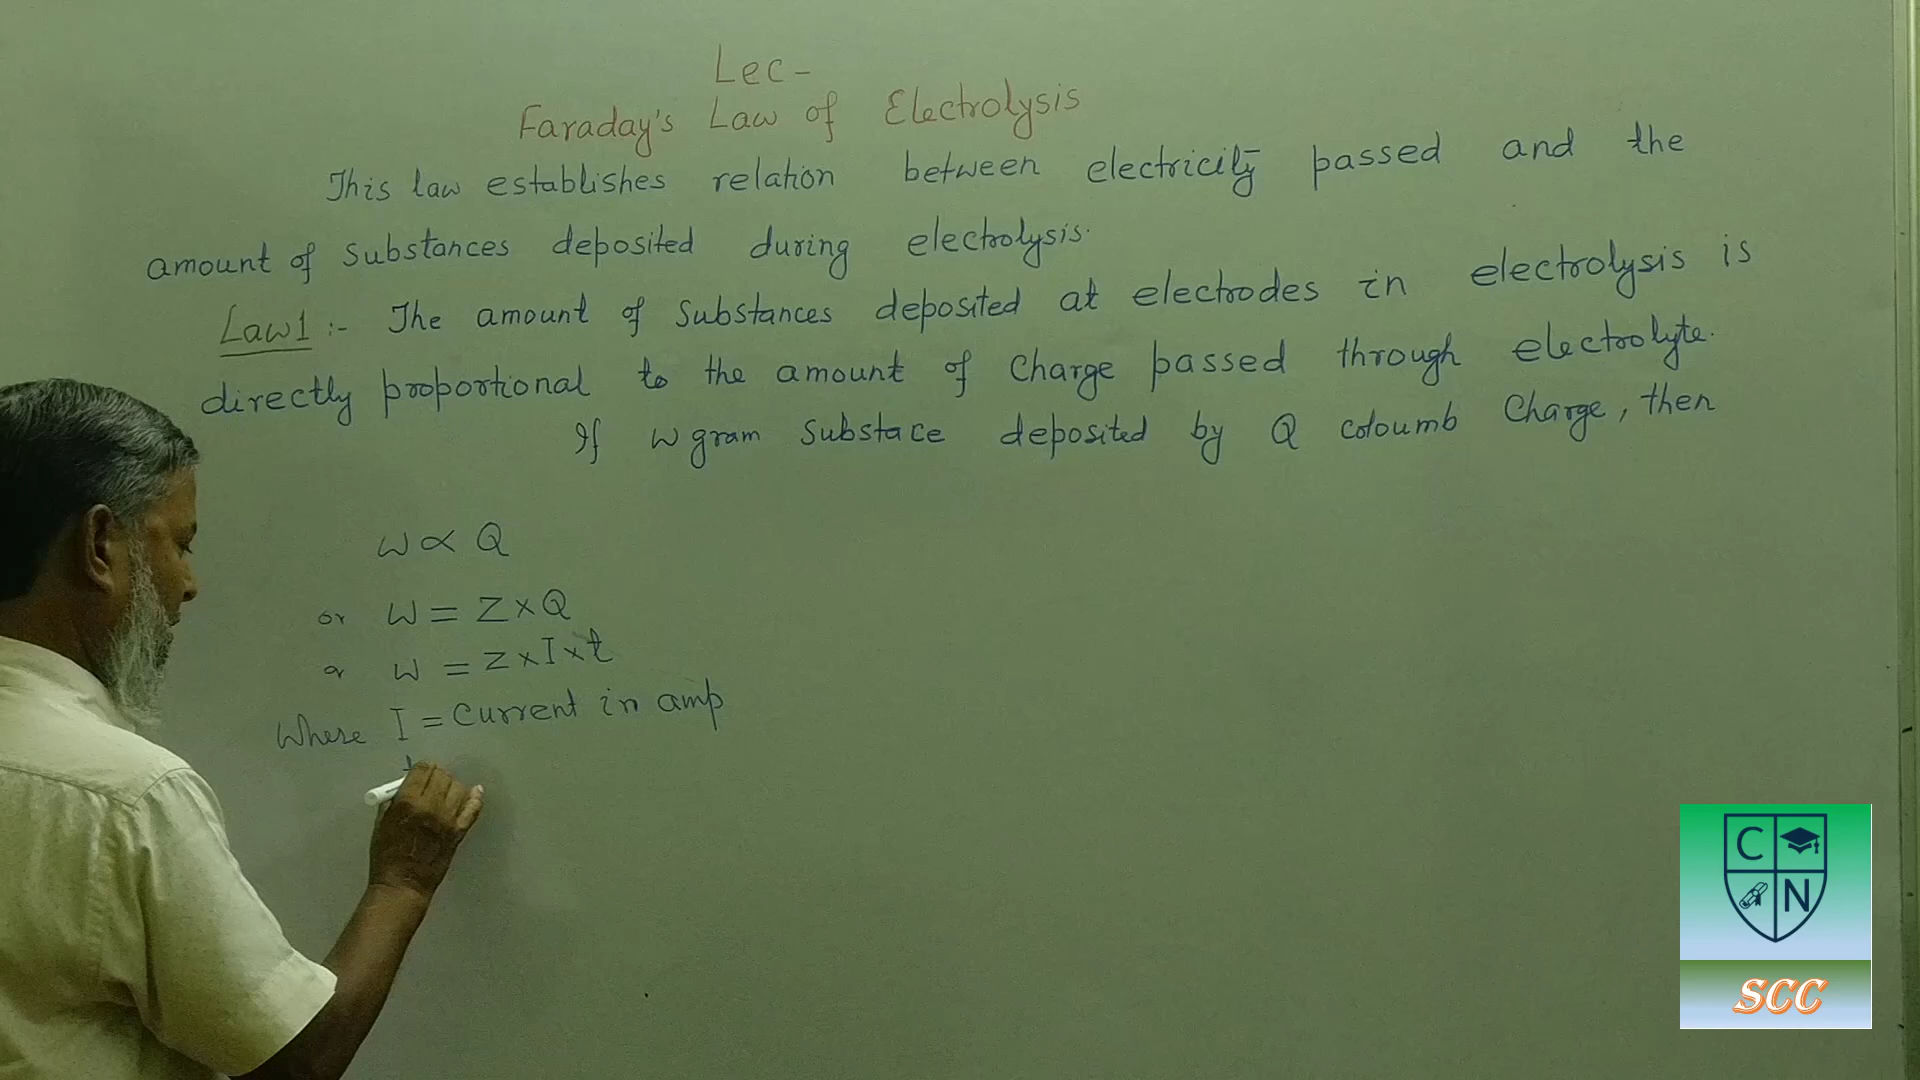 Lec-
Faraday's Law of Electrolysis
This law establishes relation between electricity passed and the
amount of substances deposited during electrolysis.
Law 1 :- The amount of substances deposited at electrodes in electrolysis is
directly proportional to the amount of charge passed through electrolyte.
If w gram substace deposited by Q coloumb charge, then
W ∝ Q
or W = Z × Q
or W = Z × I × t
Where I = current in amp
t
C N
SCC